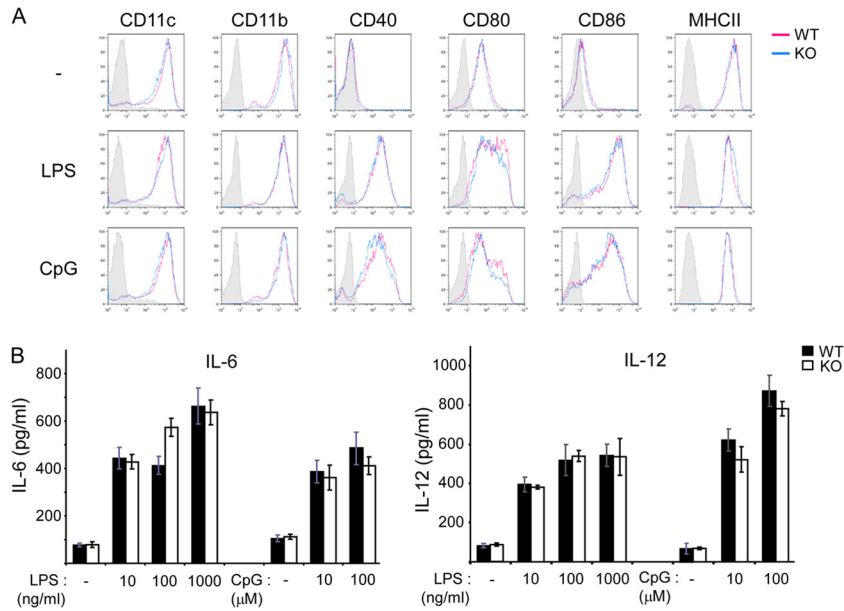 A
CD11c CD11b CD40 CD80 CD86 MHCII
WT
KO
-
LPS
CpG
B
IL-6
IL-6 (pg/ml)
800
600
400
200
LPS : - 10 100 1000 CpG : - 10 100
(ng/ml) (μM)
IL-12
WT
KO
IL-12 (pg/ml)
1000
800
600
400
200
LPS : - 10 100 1000 CpG : - 10 100
(ng/ml) (μM)